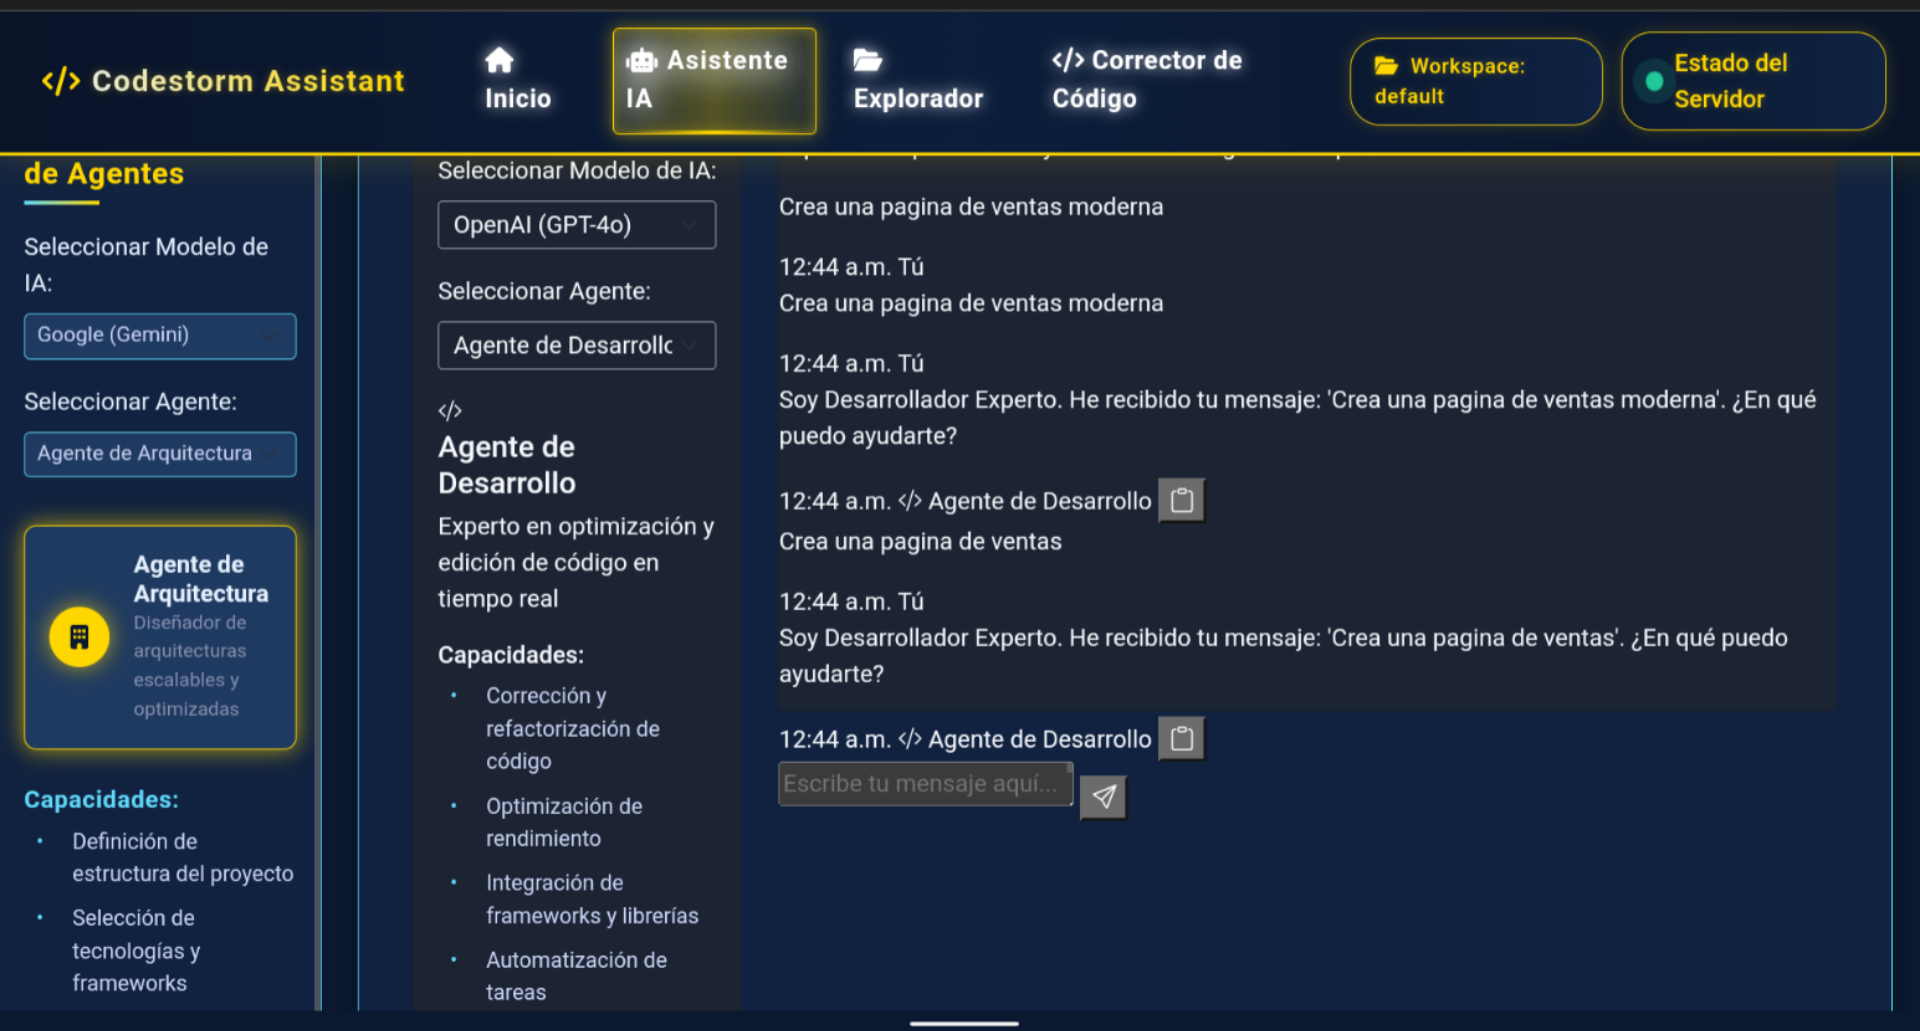 </> Codestorm Assistant
Inicio
Asistente
IA
Explorador
</> Corrector de
Código
Workspace:
default
Estado del
Servidor
de Agentes
Seleccionar Modelo de
IA:
Google (Gemini)
Seleccionar Agente:
Agente de Arquitectura
Agente de
Arquitectura
Diseñador de
arquitecturas
escalables y
optimizadas
Capacidades:
• Definición de
estructura del proyecto
• Selección de
tecnologías y
frameworks
Seleccionar Modelo de IA:
OpenAI (GPT-4o)
Seleccionar Agente:
Agente de Desarrollo
</>
Agente de
Desarrollo
Experto en optimización y
edición de código en
tiempo real
Capacidades:
• Corrección y
refactorización de
código
• Optimización de
rendimiento
• Integración de
frameworks y librerías
• Automatización de
tareas
Crea una pagina de ventas moderna
12:44 a.m. Tú
Crea una pagina de ventas moderna
12:44 a.m. Tú
Soy Desarrollador Experto. He recibido tu mensaje: 'Crea una pagina de ventas moderna'. ¿En qué
puedo ayudarte?
12:44 a.m. </> Agente de Desarrollo
Crea una pagina de ventas
12:44 a.m. Tú
Soy Desarrollador Experto. He recibido tu mensaje: 'Crea una pagina de ventas'. ¿En qué puedo
ayudarte?
12:44 a.m. </> Agente de Desarrollo
Escribe tu mensaje aquí...